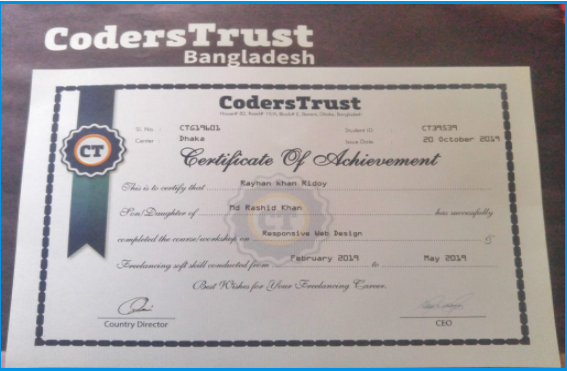 CodersTrust
Bangladesh
CodersTrust
Sl. No. CTG19601 Student ID CT39539
Center Dhaka Issue Date 20 October 2019
CT
Certificate Of Achievement
This is to certify that Rayhan khan Ridoy
Son/Daughter of Md Rashid Khan has successfully
completed the course/workshop on Responsive Web Design &
Freelancing soft skill conducted from February 2019 to May 2019
Best Wishes for Your Freelancing Career.
Country Director CEO